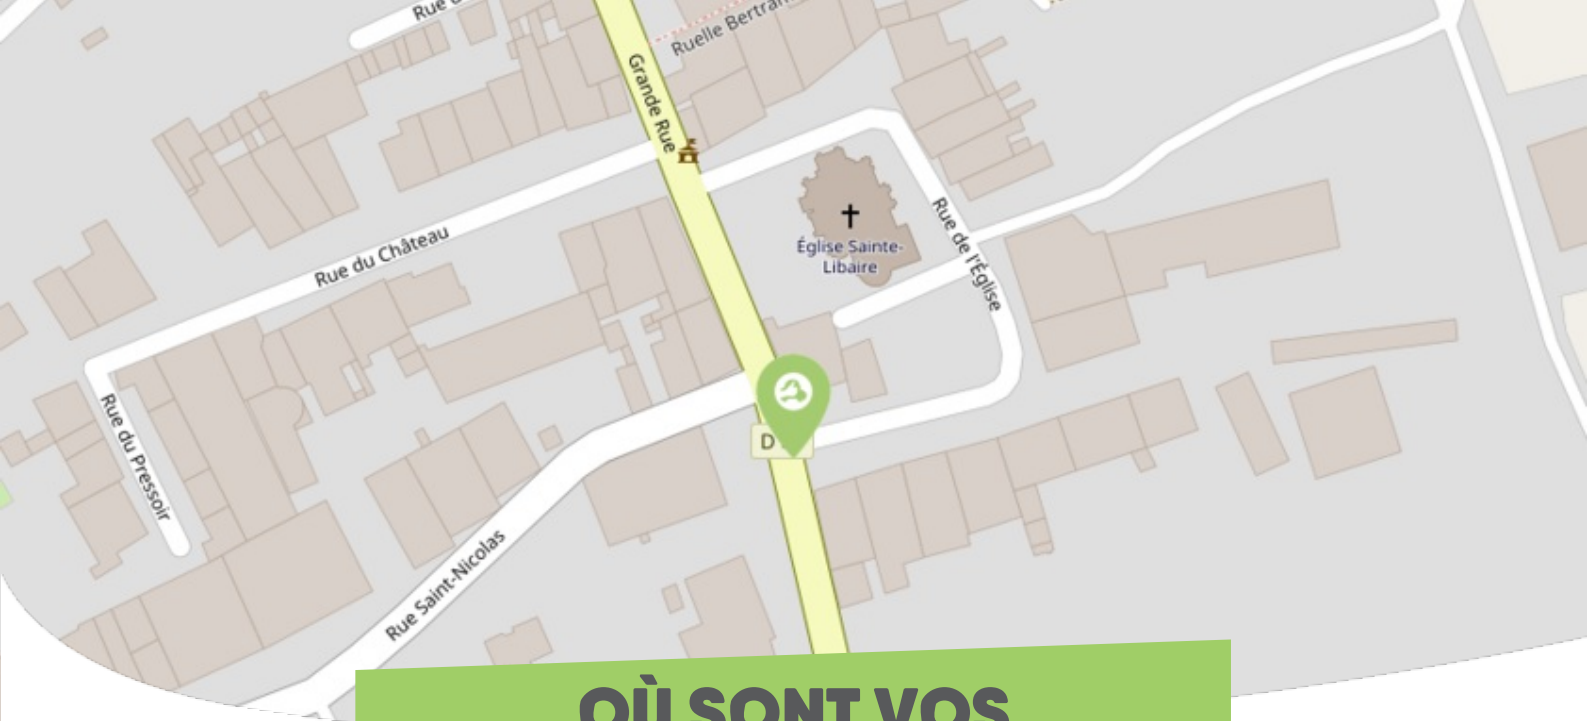 Rue
Ruelle Bertran
Grande Rue
Église Sainte-
Libaire
Rue de l'Église
Rue du Château
Rue du Pressoir
D
Rue Saint-Nicolas
OÙ SONT VOS